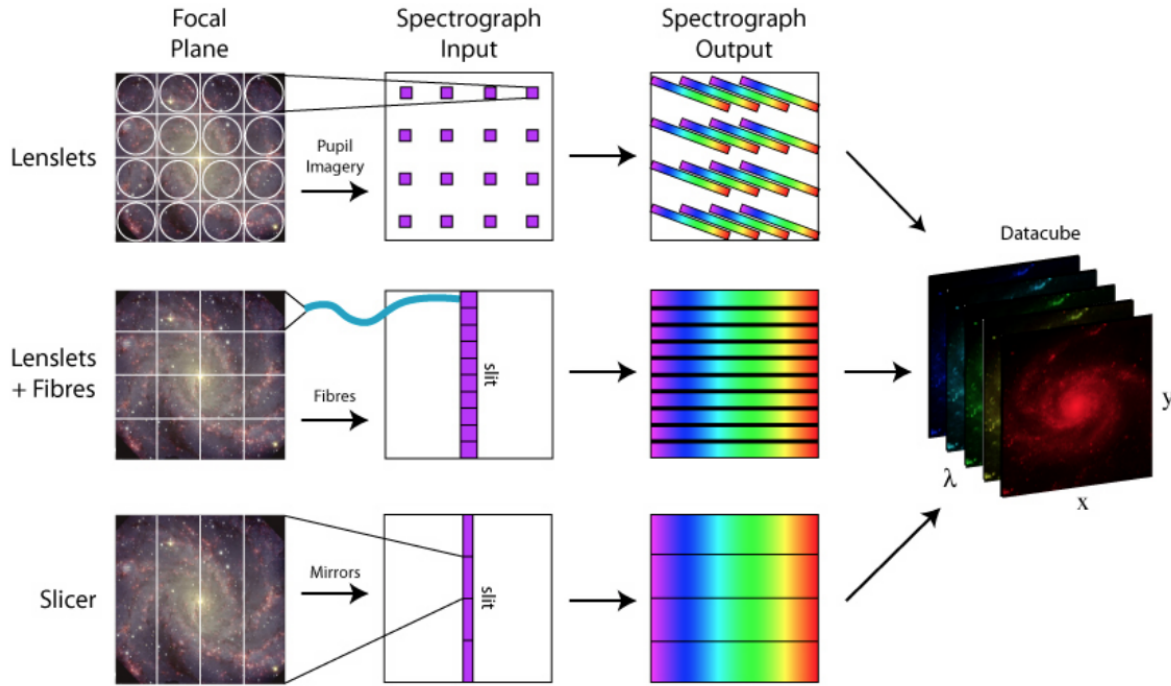 Focal
Plane
Spectrograph
Input
Spectrograph
Output
Lenslets
Pupil
Imagery
Datacube
Lenslets
+ Fibres
Fibres
slit
y
λ
x
Slicer
Mirrors
slit